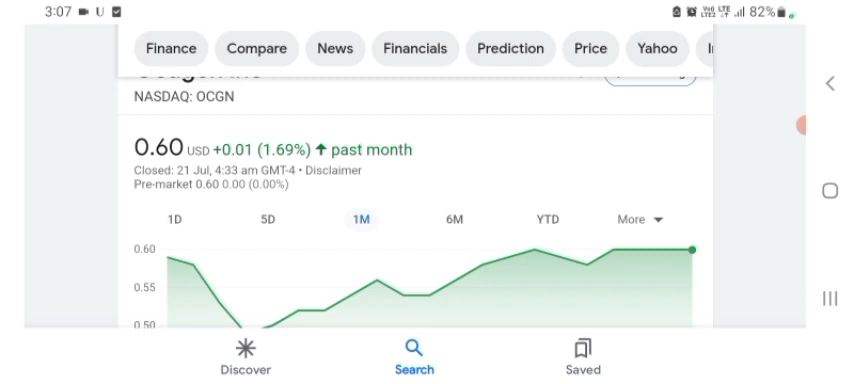 3:07 U 82%
Finance Compare News Financials Prediction Price Yahoo
NASDAQ: OCGN
0.60 USD +0.01 (1.69%) ↑ past month
Closed: 21 Jul, 4:33 am GMT-4 • Disclaimer
Pre-market 0.60 0.00 (0.00%)
1D 5D 1M 6M YTD More
0.60
0.55
0.50
Discover Search Saved